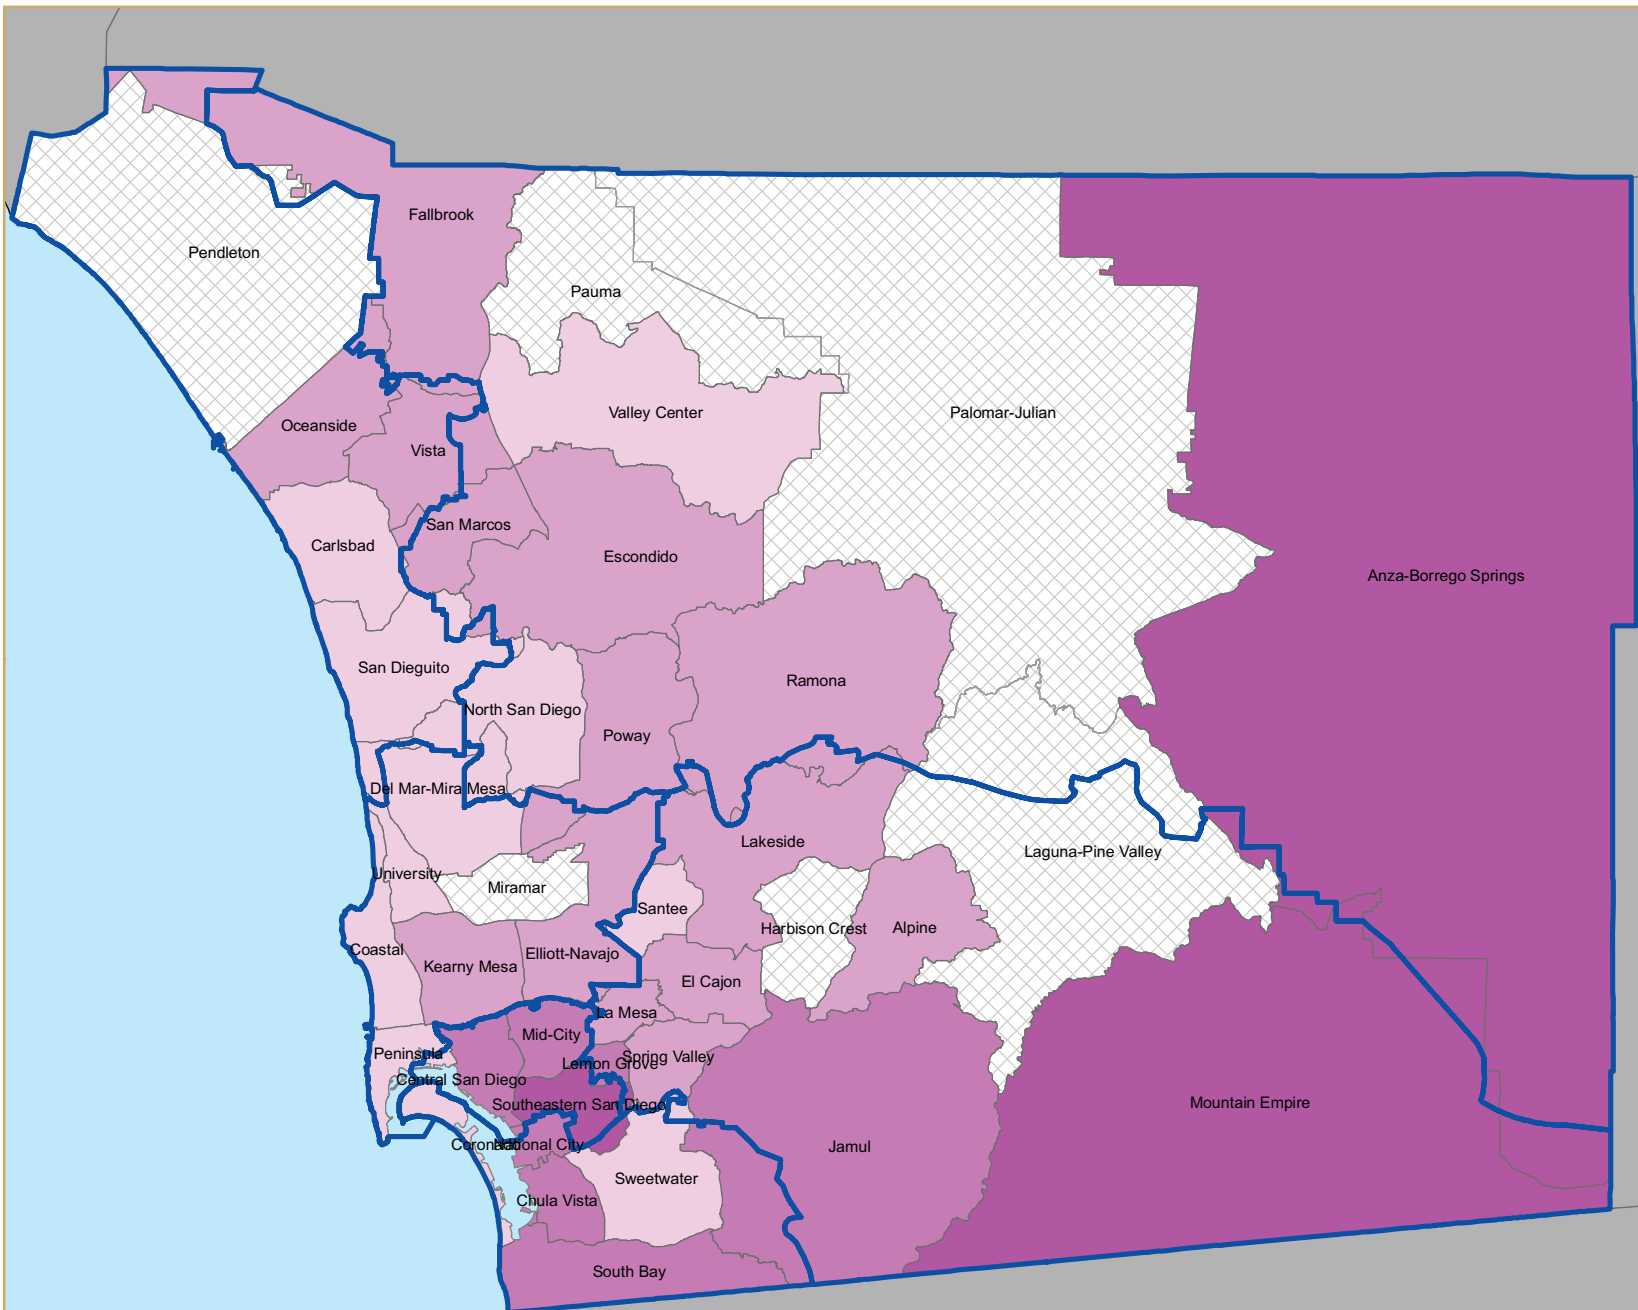 Fallbrook
Pendleton
Pauma
Valley Center
Palomar-Julian
Oceanside
Vista
San Marcos
Carlsbad
Escondido
Anza-Borrego Springs
San Dieguito
Ramona
North San Diego
Poway
Del Mar-Mira Mesa
Lakeside
Laguna-Pine Valley
University
Miramar
Santee
Harbison Crest
Alpine
Coastal
Elliott-Navajo
Kearny Mesa
El Cajon
La Mesa
Mid-City
Peninsula
Lemon Grove
Spring Valley
Central San Diego
Southeastern San Diego
Mountain Empire
Coronado
National City
Jamul
Sweetwater
Chula Vista
South Bay